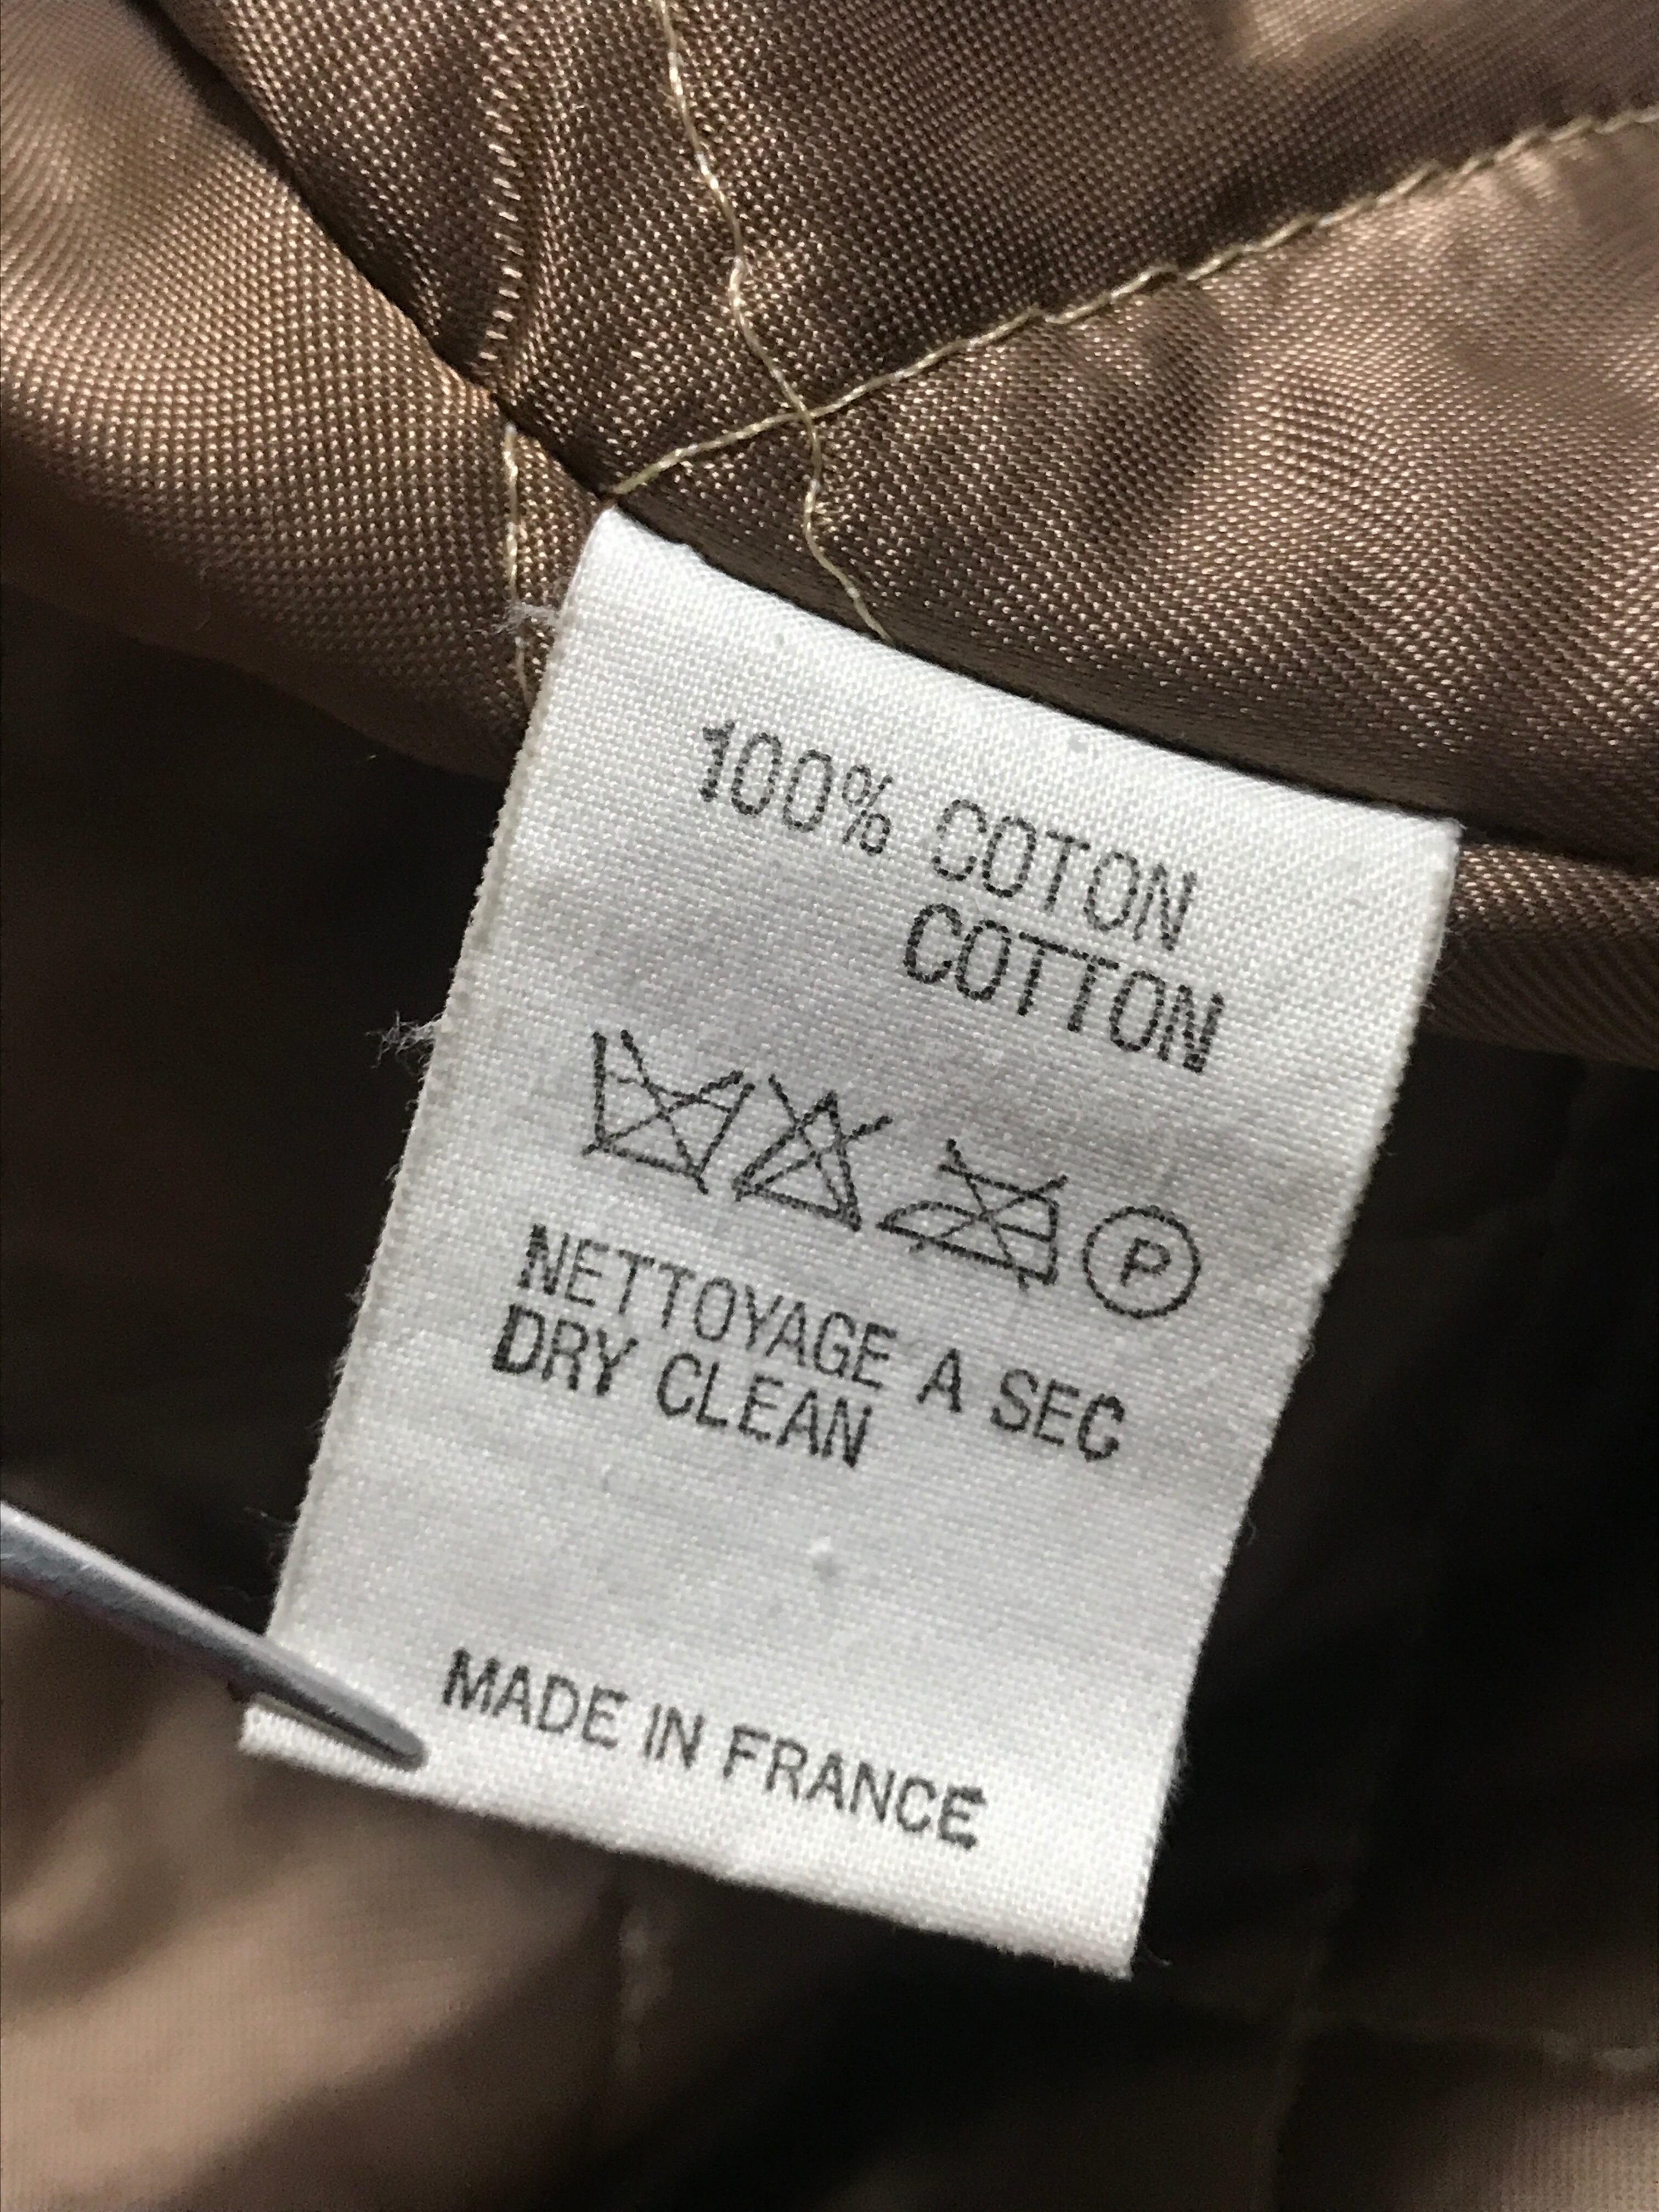 100% COTON
COTTON
P
NETTOYAGE A SEC
DRY CLEAN
MADE IN FRANCE